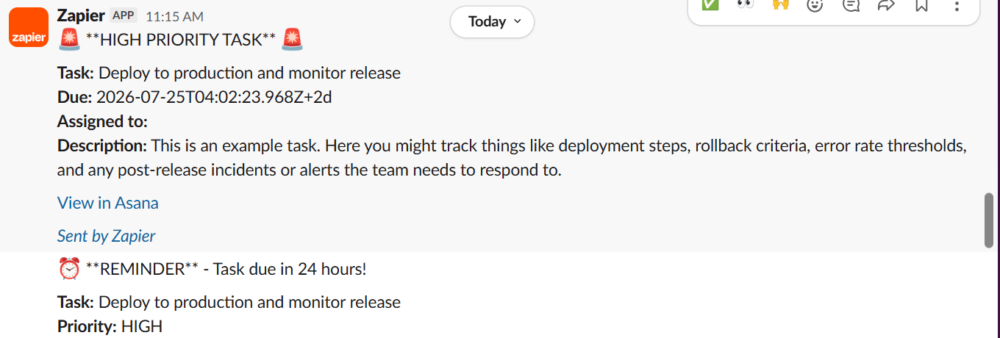 Zapier APP 11:15 AM
Today
zapier
🚨 **HIGH PRIORITY TASK** 🚨
Task: Deploy to production and monitor release
Due: 2026-07-25T04:02:23.968Z+2d
Assigned to:
Description: This is an example task. Here you might track things like deployment steps, rollback criteria, error rate thresholds,
and any post-release incidents or alerts the team needs to respond to.
View in Asana
Sent by Zapier
⏰ **REMINDER** - Task due in 24 hours!
Task: Deploy to production and monitor release
Priority: HIGH